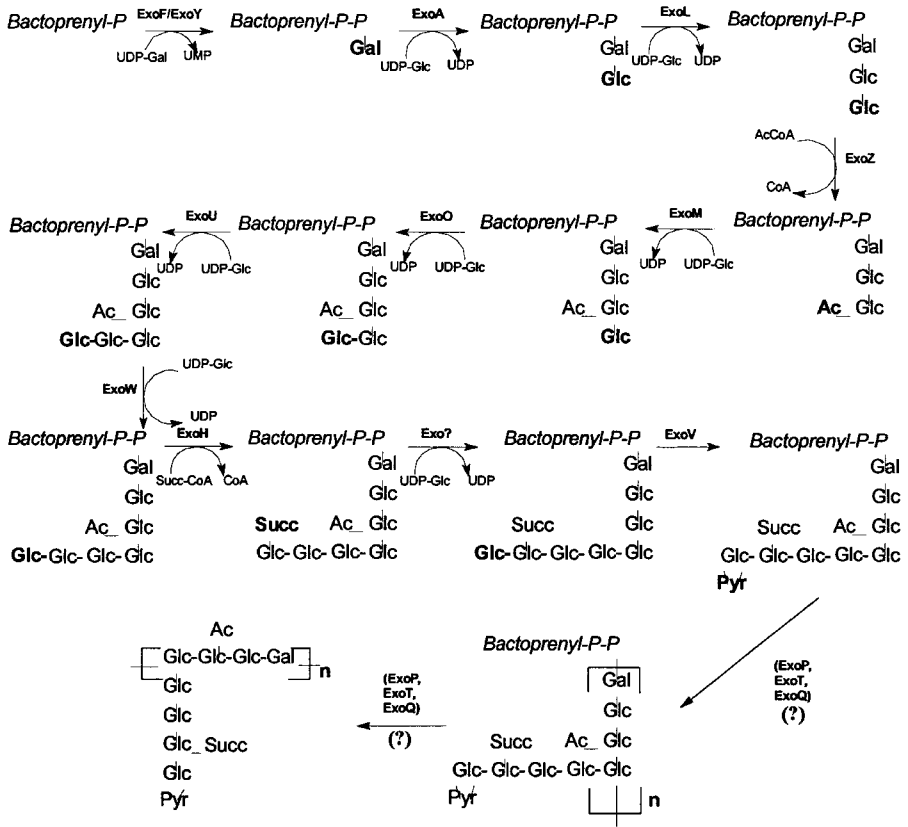 Bactoprenyl-P
ExoF/ExoY
UDP-Gal
UMP
Bactoprenyl-P-P
Gal
ExoA
UDP-Glc
UDP
Bactoprenyl-P-P
Gal
Glc
ExoL
UDP-Glc
UDP
Bactoprenyl-P-P
Gal
Glc
Glc
AcCoA
ExoZ
CoA
Bactoprenyl-P-P
Gal
Glc
Ac_ Glc
ExoM
UDP
UDP-Glc
Bactoprenyl-P-P
Gal
Glc
Ac_ Glc
Glc
ExoO
UDP
UDP-Glc
Bactoprenyl-P-P
Gal
Glc
Ac_ Glc
Glc-Glc
ExoU
UDP
UDP-Glc
Bactoprenyl-P-P
Gal
Glc
Ac_ Glc
Glc-Glc- Glc
ExoW
UDP-Glc
UDP
Bactoprenyl-P-P
Gal
Glc
Ac_ Glc
Glc-Glc- Glc- Glc
ExoH
Succ-CoA
CoA
Bactoprenyl-P-P
Gal
Glc
Succ Ac_ Glc
Glc- Glc- Glc- Glc
Exo?
UDP-Glc
UDP
Bactoprenyl-P-P
Gal
Glc
Succ Glc
Glc- Glc- Glc- Glc- Glc
ExoV
Bactoprenyl-P-P
Gal
Glc
Succ Ac_ Glc
Glc- Glc- Glc- Glc- Glc
Pyr
(ExoP,
ExoT,
ExoQ)
(?)
Bactoprenyl-P-P
Gal
Glc
Succ Ac_ Glc
Glc- Glc- Glc- Glc- Glc
Pyr
n
(ExoP,
ExoT,
ExoQ)
(?)
Ac
Glc-Glc-Glc-Gal
n
Glc
Glc
Glc_ Succ
Glc
Pyr